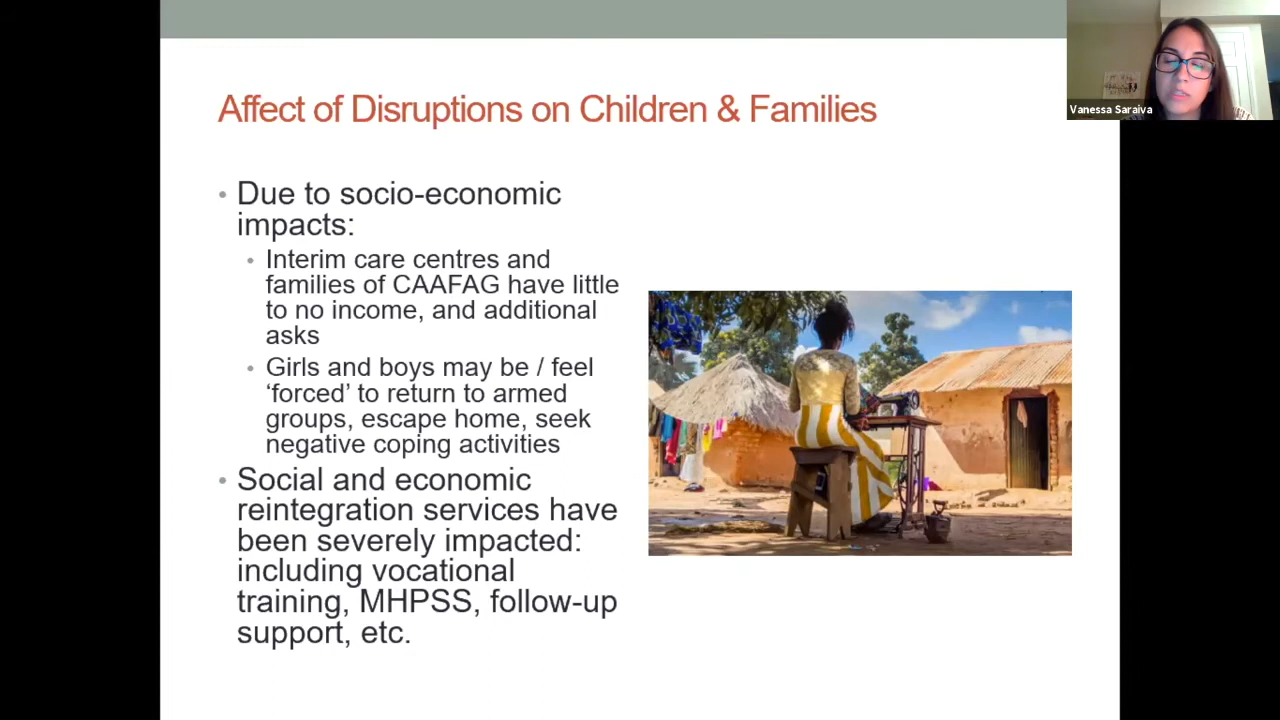 Affect of Disruptions on Children & Families
Vanessa Saraiva
• Due to socio-economic
impacts:
• Interim care centres and
families of CAAFAG have little
to no income, and additional
asks
• Girls and boys may be / feel
‘forced’ to return to armed
groups, escape home, seek
negative coping activities
• Social and economic
reintegration services have
been severely impacted:
including vocational
training, MHPSS, follow-up
support, etc.